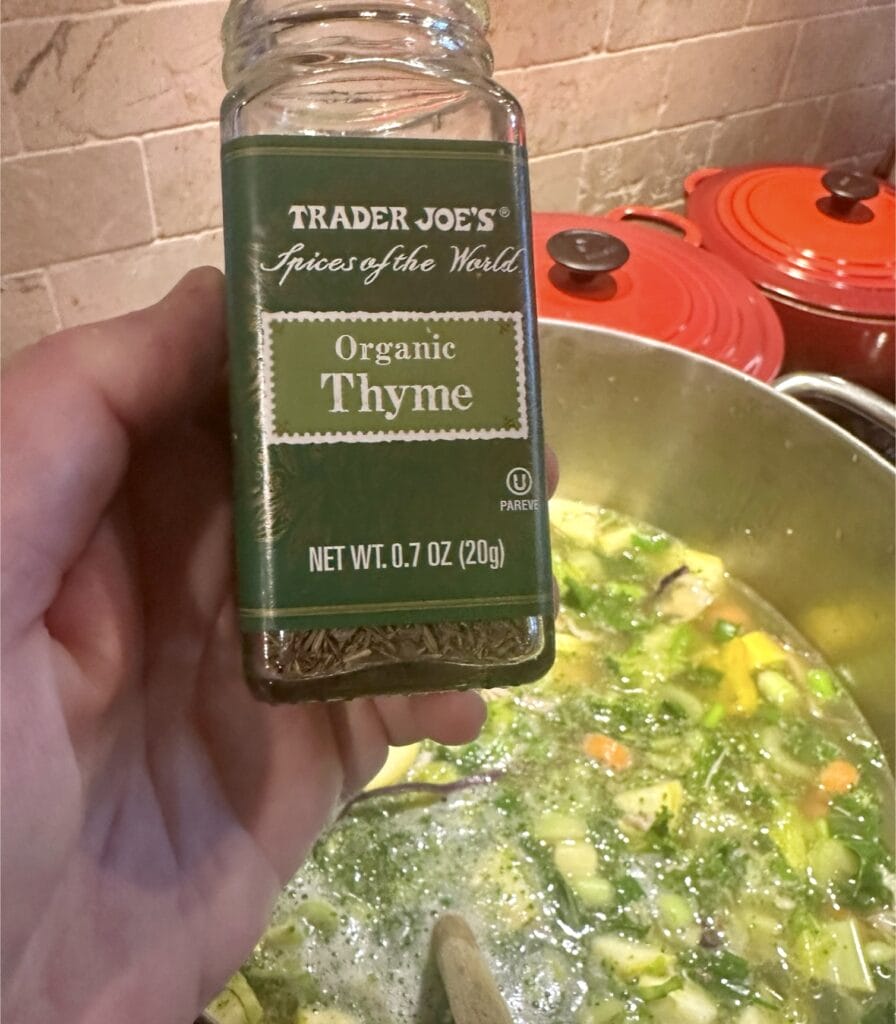 TRADER JOE'S®
Spices of the World
Organic
Thyme
U
PAREVE
NET WT. 0.7 OZ (20g)